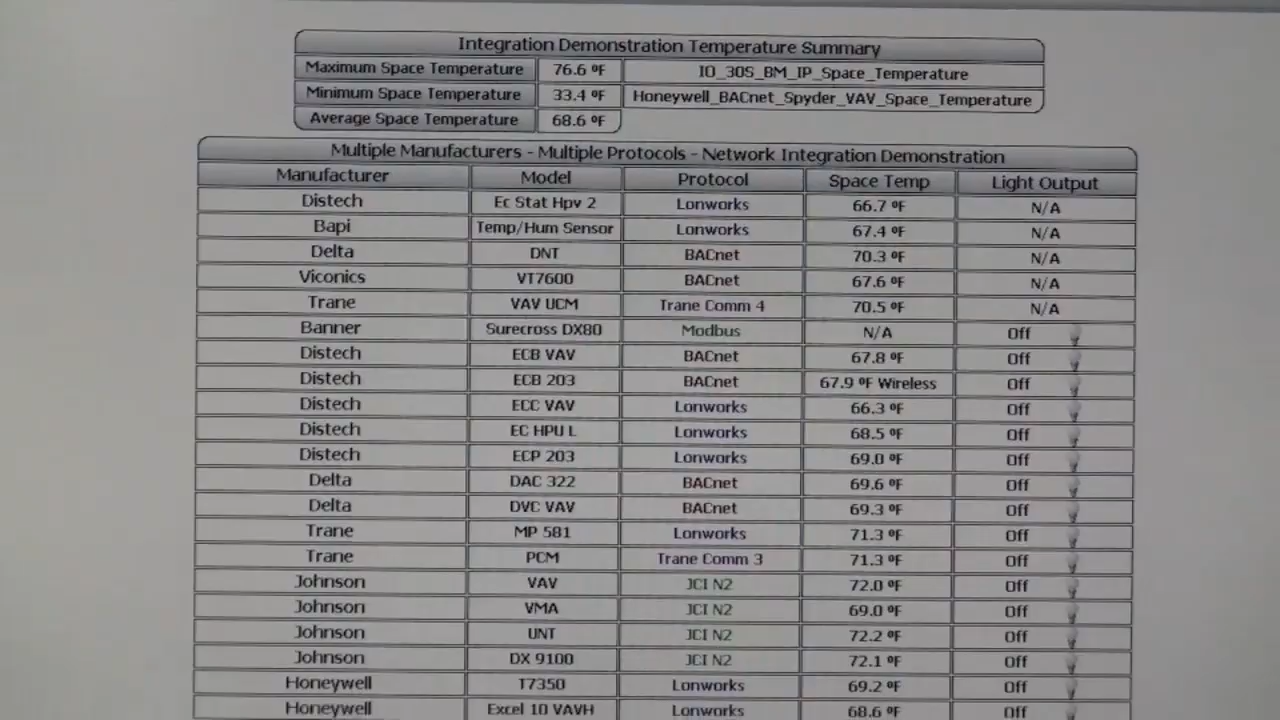 Integration Demonstration Temperature Summary
Maximum Space Temperature 76.6 ºF IO_30S_BM_IP_Space_Temperature
Minimum Space Temperature 33.4 ºF Honeywell_BACnet_Spyder_VAV_Space_Temperature
Average Space Temperature 68.6 ºF
Multiple Manufacturers - Multiple Protocols - Network Integration Demonstration
Manufacturer Model Protocol Space Temp Light Output
Distech Ec Stat Hpv 2 Lonworks 66.7 ºF N/A
Bapi Temp/Hum Sensor Lonworks 67.4 ºF N/A
Delta DNT BACnet 70.3 ºF N/A
Viconics VT7600 BACnet 67.6 ºF N/A
Trane VAV UCM Trane Comm 4 70.5 ºF N/A
Banner Surecross DX80 Modbus N/A Off
Distech ECB VAV BACnet 67.8 ºF Off
Distech ECB 203 BACnet 67.9 ºF Wireless Off
Distech ECC VAV Lonworks 66.3 ºF Off
Distech EC HPU L Lonworks 68.5 ºF Off
Distech ECP 203 Lonworks 69.0 ºF Off
Delta DAC 322 BACnet 69.6 ºF Off
Delta DVC VAV BACnet 69.3 ºF Off
Trane MP 581 Lonworks 71.3 ºF Off
Trane PCM Trane Comm 3 71.3 ºF Off
Johnson VAV JCI N2 72.0 ºF Off
Johnson VMA JCI N2 69.0 ºF Off
Johnson UNT JCI N2 72.2 ºF Off
Johnson DX 9100 JCI N2 72.1 ºF Off
Honeywell T7350 Lonworks 69.2 ºF Off
Honeywell Excel 10 VAVH Lonworks 68.6 ºF Off